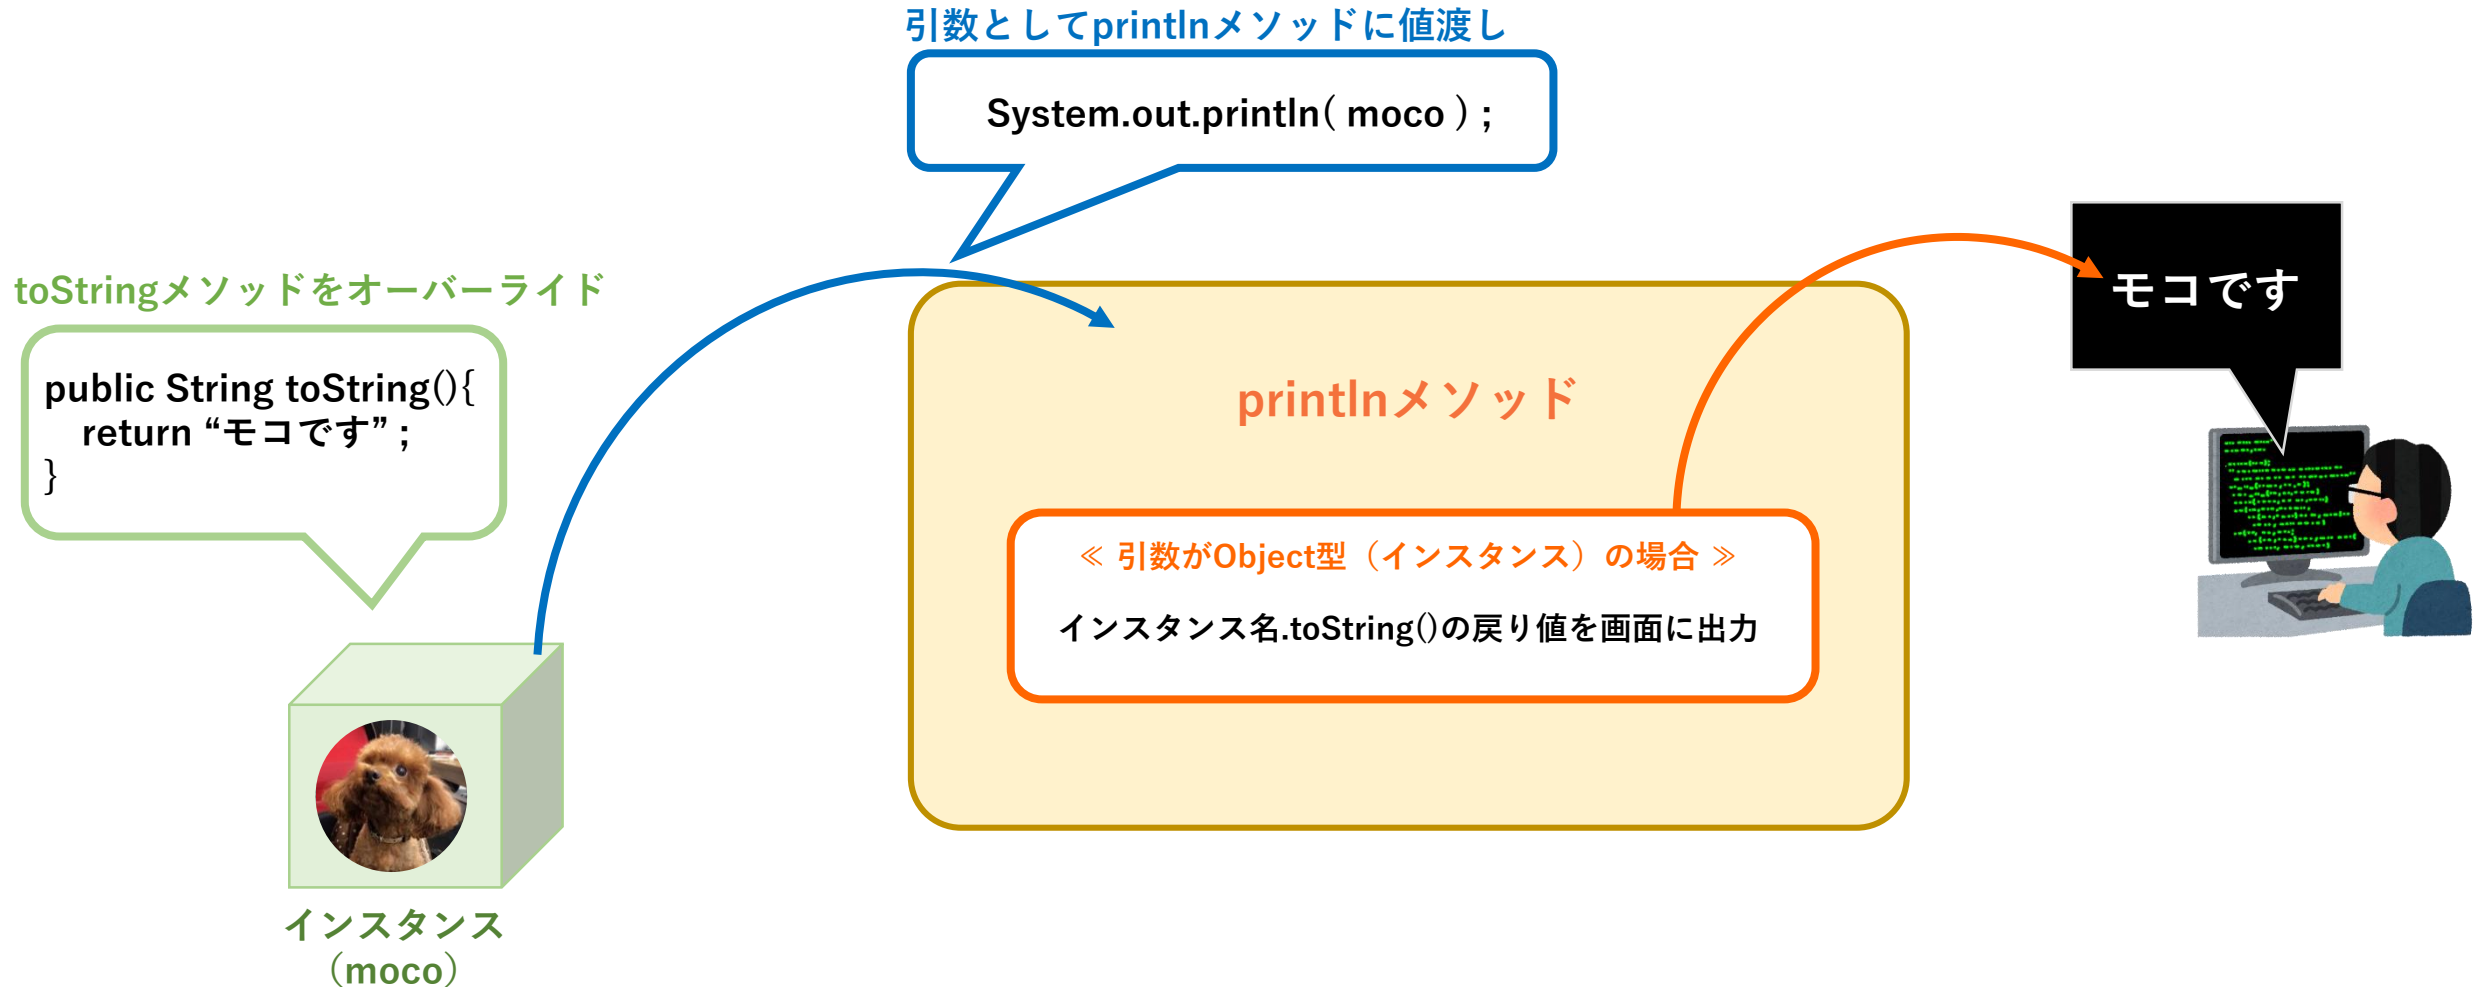 引数としてprintlnメソッドに値渡し
System.out.println( moco ) ;
toStringメソッドをオーバーライド
public String toString(){
return “モコです” ;
}
printlnメソッド
≪ 引数がObject型（インスタンス）の場合 ≫
インスタンス名.toString()の戻り値を画面に出力
モコです
インスタンス
（moco）